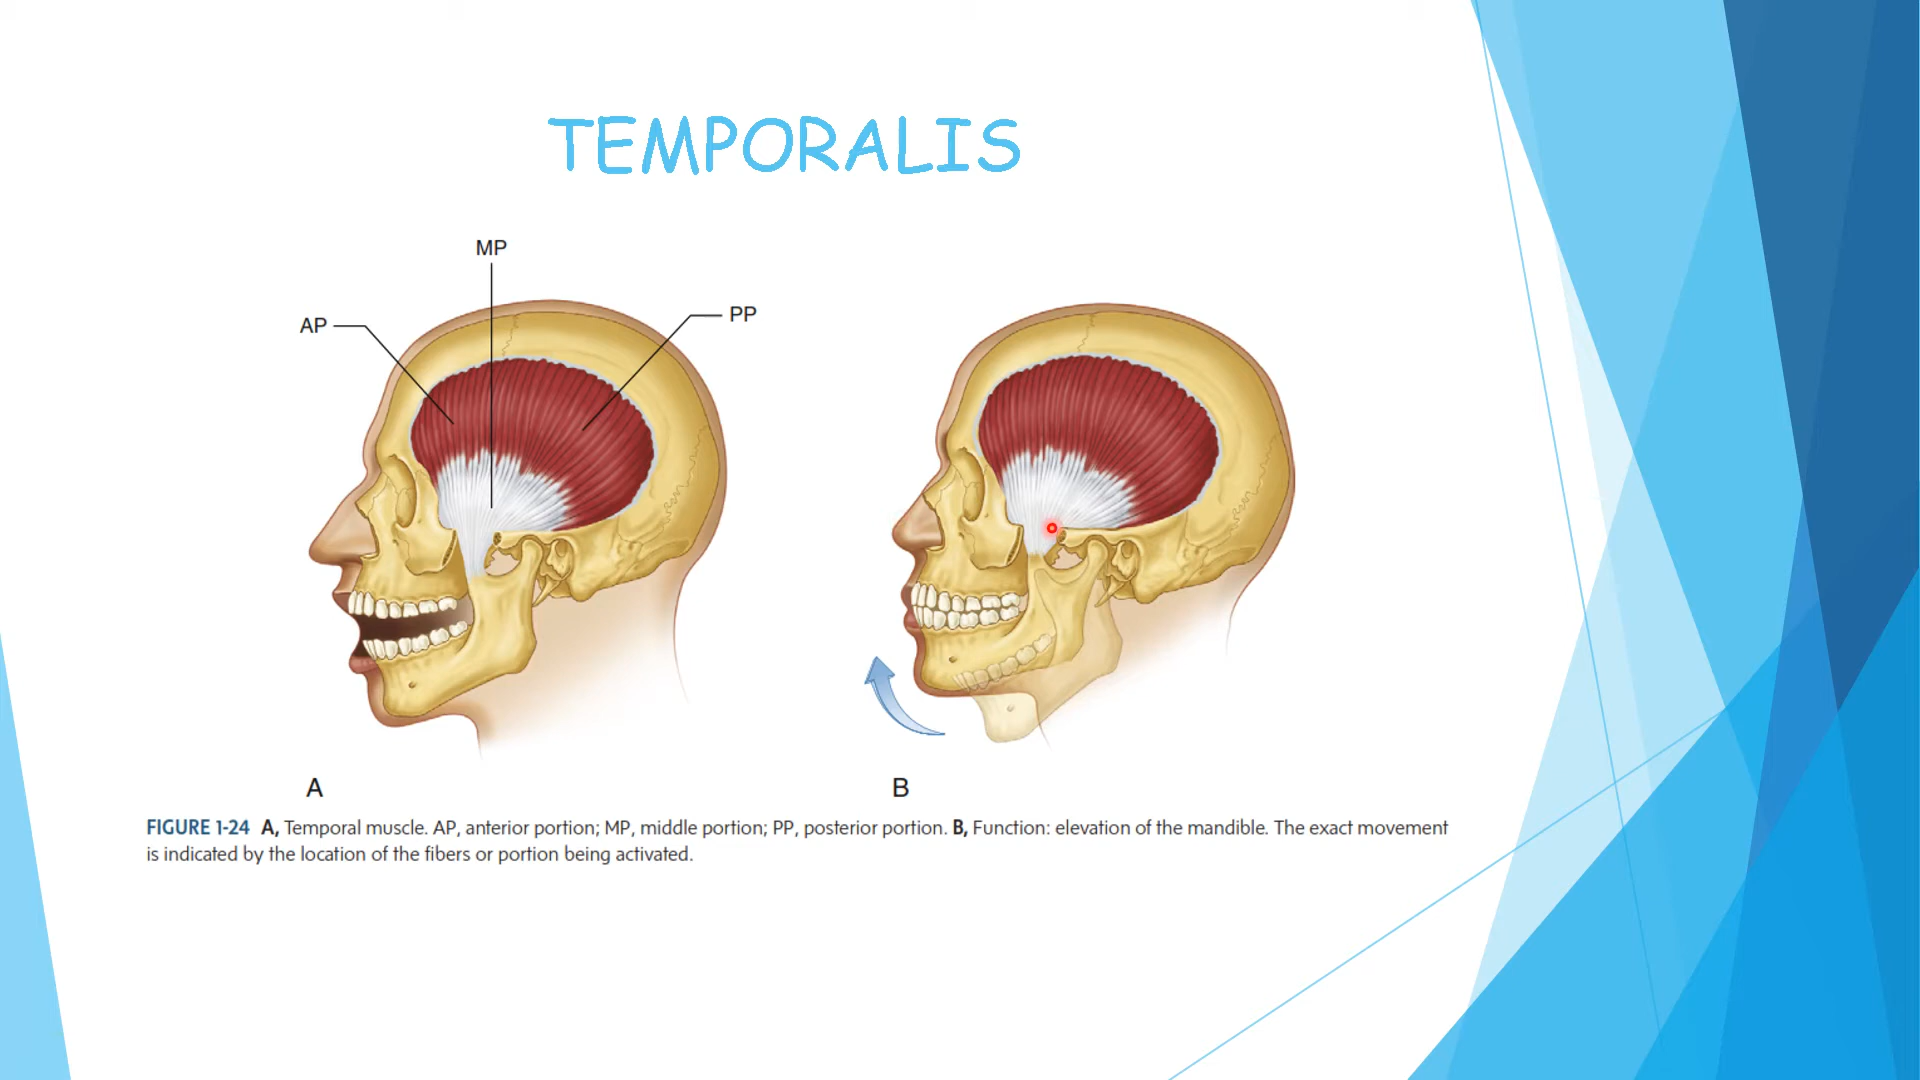 TEMPORALIS
MP
AP
PP
A
B
FIGURE 1-24 A, Temporal muscle. AP, anterior portion; MP, middle portion; PP, posterior portion. B, Function: elevation of the mandible. The exact movement
is indicated by the location of the fibers or portion being activated.